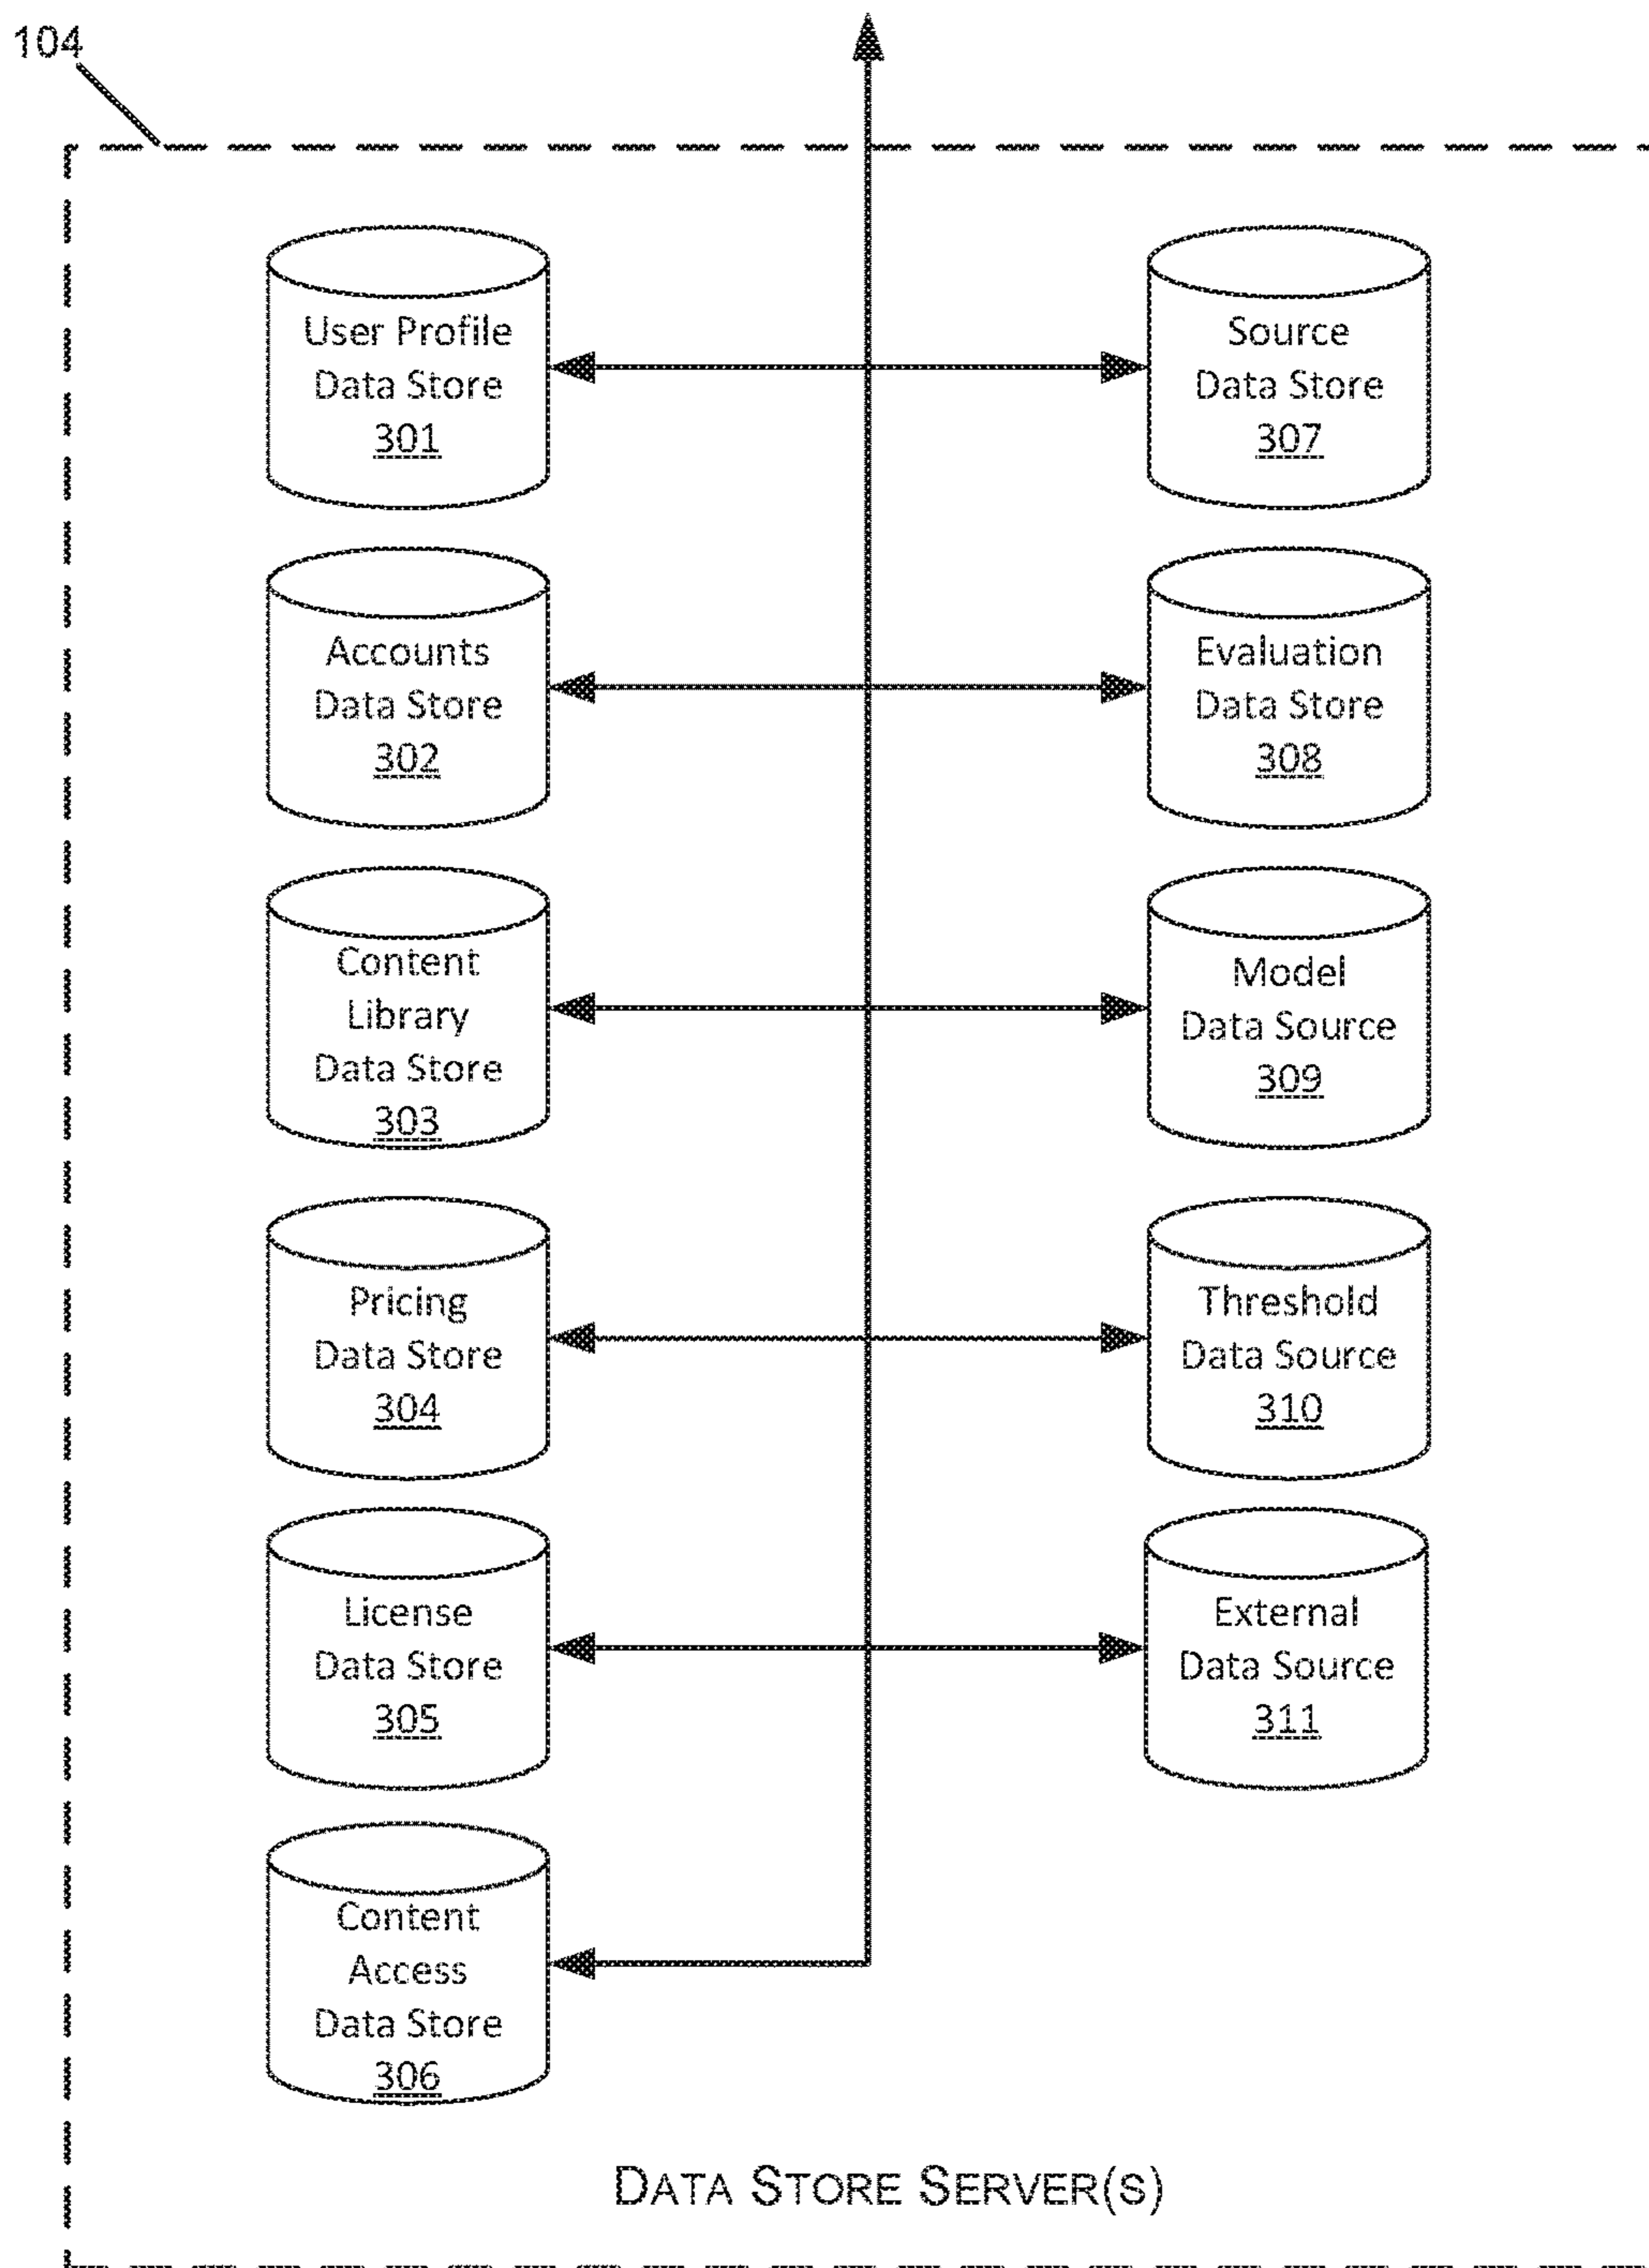 104
User Profile
Data Store
301
Accounts
Data Store
302
Content
Library
Data Store
303
Pricing
Data Store
304
License
Data Store
305
Content
Access
Data Store
306
Source
Data Store
307
Evaluation
Data Store
308
Model
Data Source
309
Threshold
Data Source
310
External
Data Source
311
DATA STORE SERVER(S)